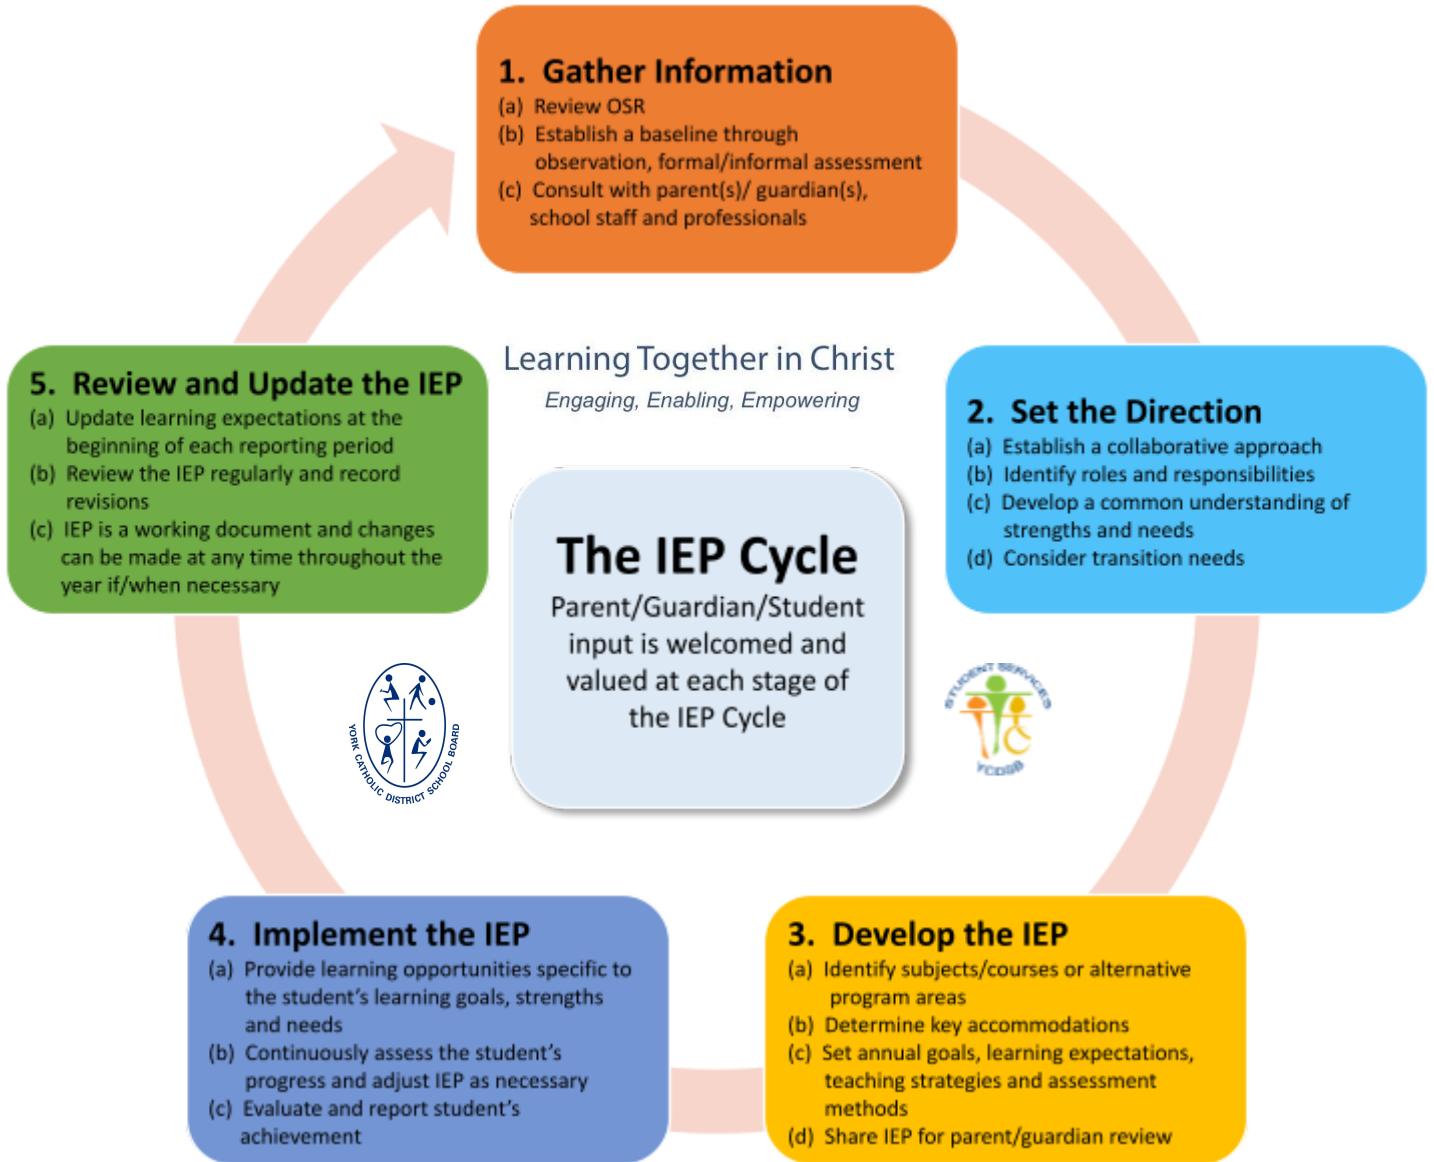 1.  Gather Information
(a)  Review OSR
(b)  Establish a baseline through
observation, formal/informal assessment
(c)  Consult with parent(s)/ guardian(s),
school staff and professionals
Learning Together in Christ
Engaging, Enabling, Empowering
2.  Set the Direction
(a)  Establish a collaborative approach
(b)  Identify roles and responsibilities
(c)  Develop a common understanding of
strengths and needs
(d)  Consider transition needs
The IEP Cycle
Parent/Guardian/Student
input is welcomed and
valued at each stage of
the IEP Cycle
STUDENT SERVICES
YCDSB
YORK CATHOLIC DISTRICT SCHOOL BOARD
3.  Develop the IEP
(a)  Identify subjects/courses or alternative
program areas
(b)  Determine key accommodations
(c)  Set annual goals, learning expectations,
teaching strategies and assessment
methods
(d)  Share IEP for parent/guardian review
4.  Implement the IEP
(a)  Provide learning opportunities specific to
the student’s learning goals, strengths
and needs
(b)  Continuously assess the student’s
progress and adjust IEP as necessary
(c)  Evaluate and report student’s
achievement
5.  Review and Update the IEP
(a)  Update learning expectations at the
beginning of each reporting period
(b)  Review the IEP regularly and record
revisions
(c)  IEP is a working document and changes
can be made at any time throughout the
year if/when necessary